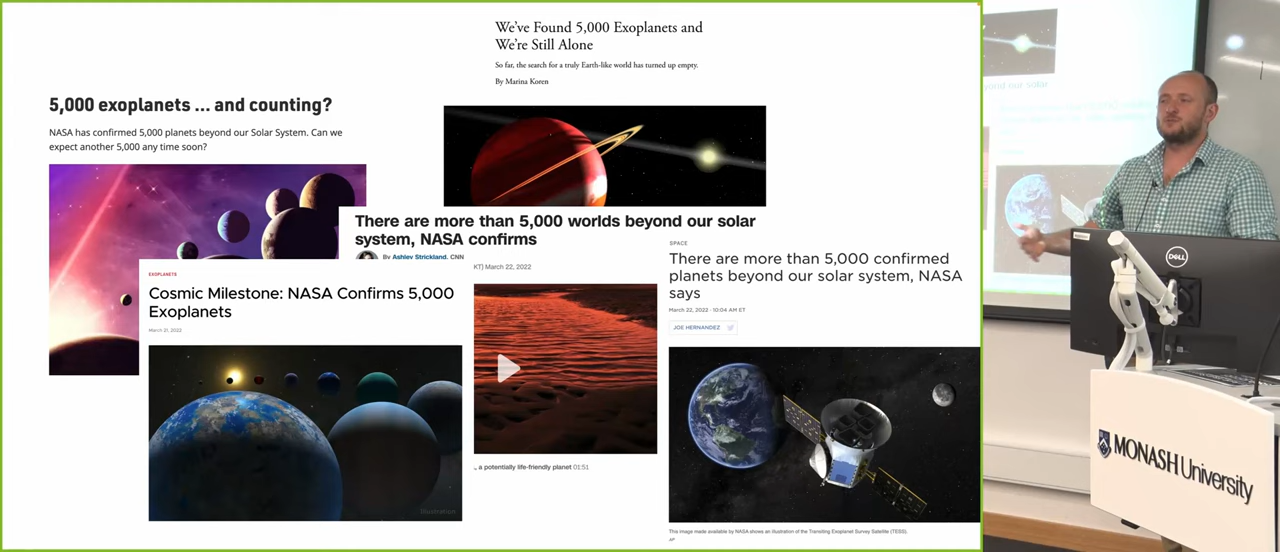 We've Found 5,000 Exoplanets and
We're Still Alone
So far, the search for a truly Earth-like world has turned up empty.
By Marina Koren
5,000 exoplanets ... and counting?
NASA has confirmed 5,000 planets beyond our Solar System. Can we
expect another 5,000 any time soon?
There are more than 5,000 worlds beyond our solar
system, NASA confirms
By Ashley Strickland, CNN
KT) March 22, 2022
EXOPLANETS
Cosmic Milestone: NASA Confirms 5,000
Exoplanets
March 21, 2022
Illustration
, a potentially life-friendly planet 01:51
SPACE
There are more than 5,000 confirmed
planets beyond our solar system, NASA
says
March 22, 2022 · 10:04 AM ET
JOE HERNANDEZ
This image made available by NASA shows an illustration of the Transiting Exoplanet Survey Satellite (TESS).
AP
yond our solar
DELL
MONASH University